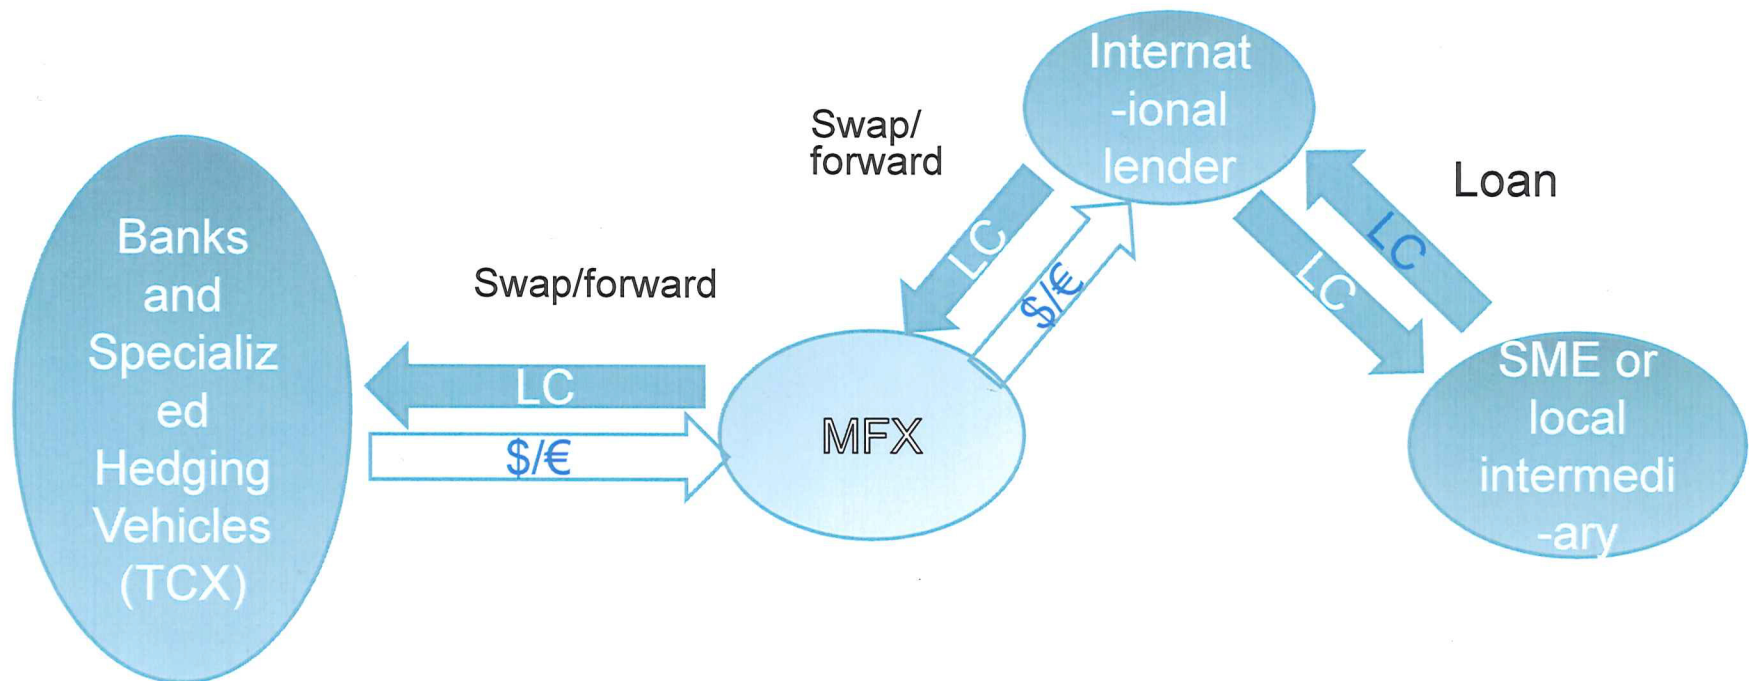 Banks
and
Specializ
ed
Hedging
Vehicles
(TCX)
Swap/forward
LC
$/€
MFX
Swap/
forward
LC
$/€
Internat
-ional
lender
Loan
LC
LC
SME or
local
intermedi
-ary